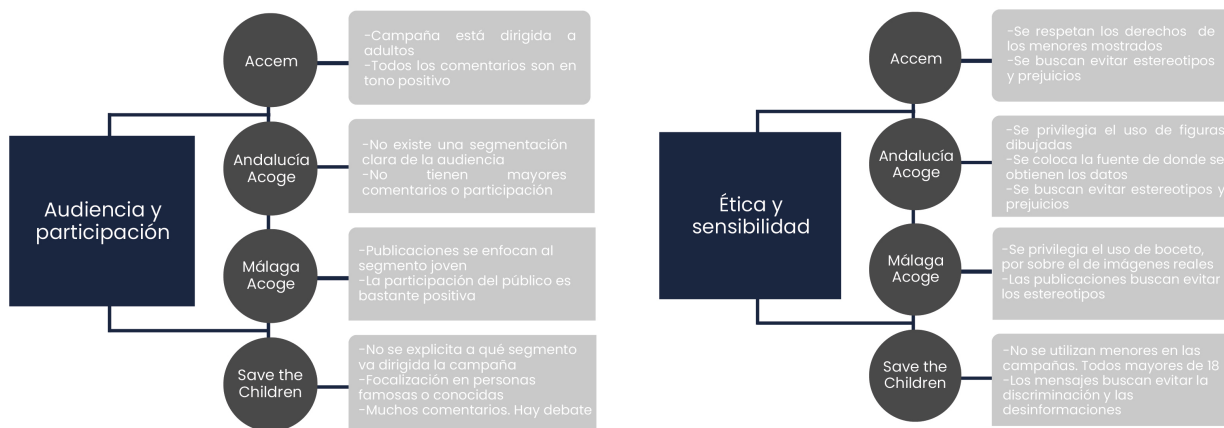 Audiencia y
participación
Accem
-Campaña está dirigida a
adultos
-Todos los comentarios son en
tono positivo
Andalucía
Acoge
-No existe una segmentación
clara de la audiencia
-No tienen mayores
comentarios o participación
Málaga
Acoge
-Publicaciones se enfocan al
segmento joven
-La participación del público es
bastante positiva
Save the
Children
-No se explicita a qué segmento
va dirigida la campaña
-Focalización en personas
famosas o conocidas
-Muchos comentarios. Hay debate
Ética y
sensibilidad
Accem
-Se respetan los derechos de
los menores mostrados
-Se buscan evitar estereotipos
y prejuicios
Andalucía
Acoge
-Se privilegia el uso de figuras
dibujadas
-Se coloca la fuente de donde se
obtienen los datos
-Se buscan evitar estereotipos y
prejuicios
Málaga
Acoge
-Se privilegia el uso de boceto,
por sobre el de imágenes reales
-Las publicaciones buscan evitar
los estereotipos
Save the
Children
-No se utilizan menores en las
campañas. Todos mayores de 18
-Los mensajes buscan evitar la
discriminación y las
desinformaciones